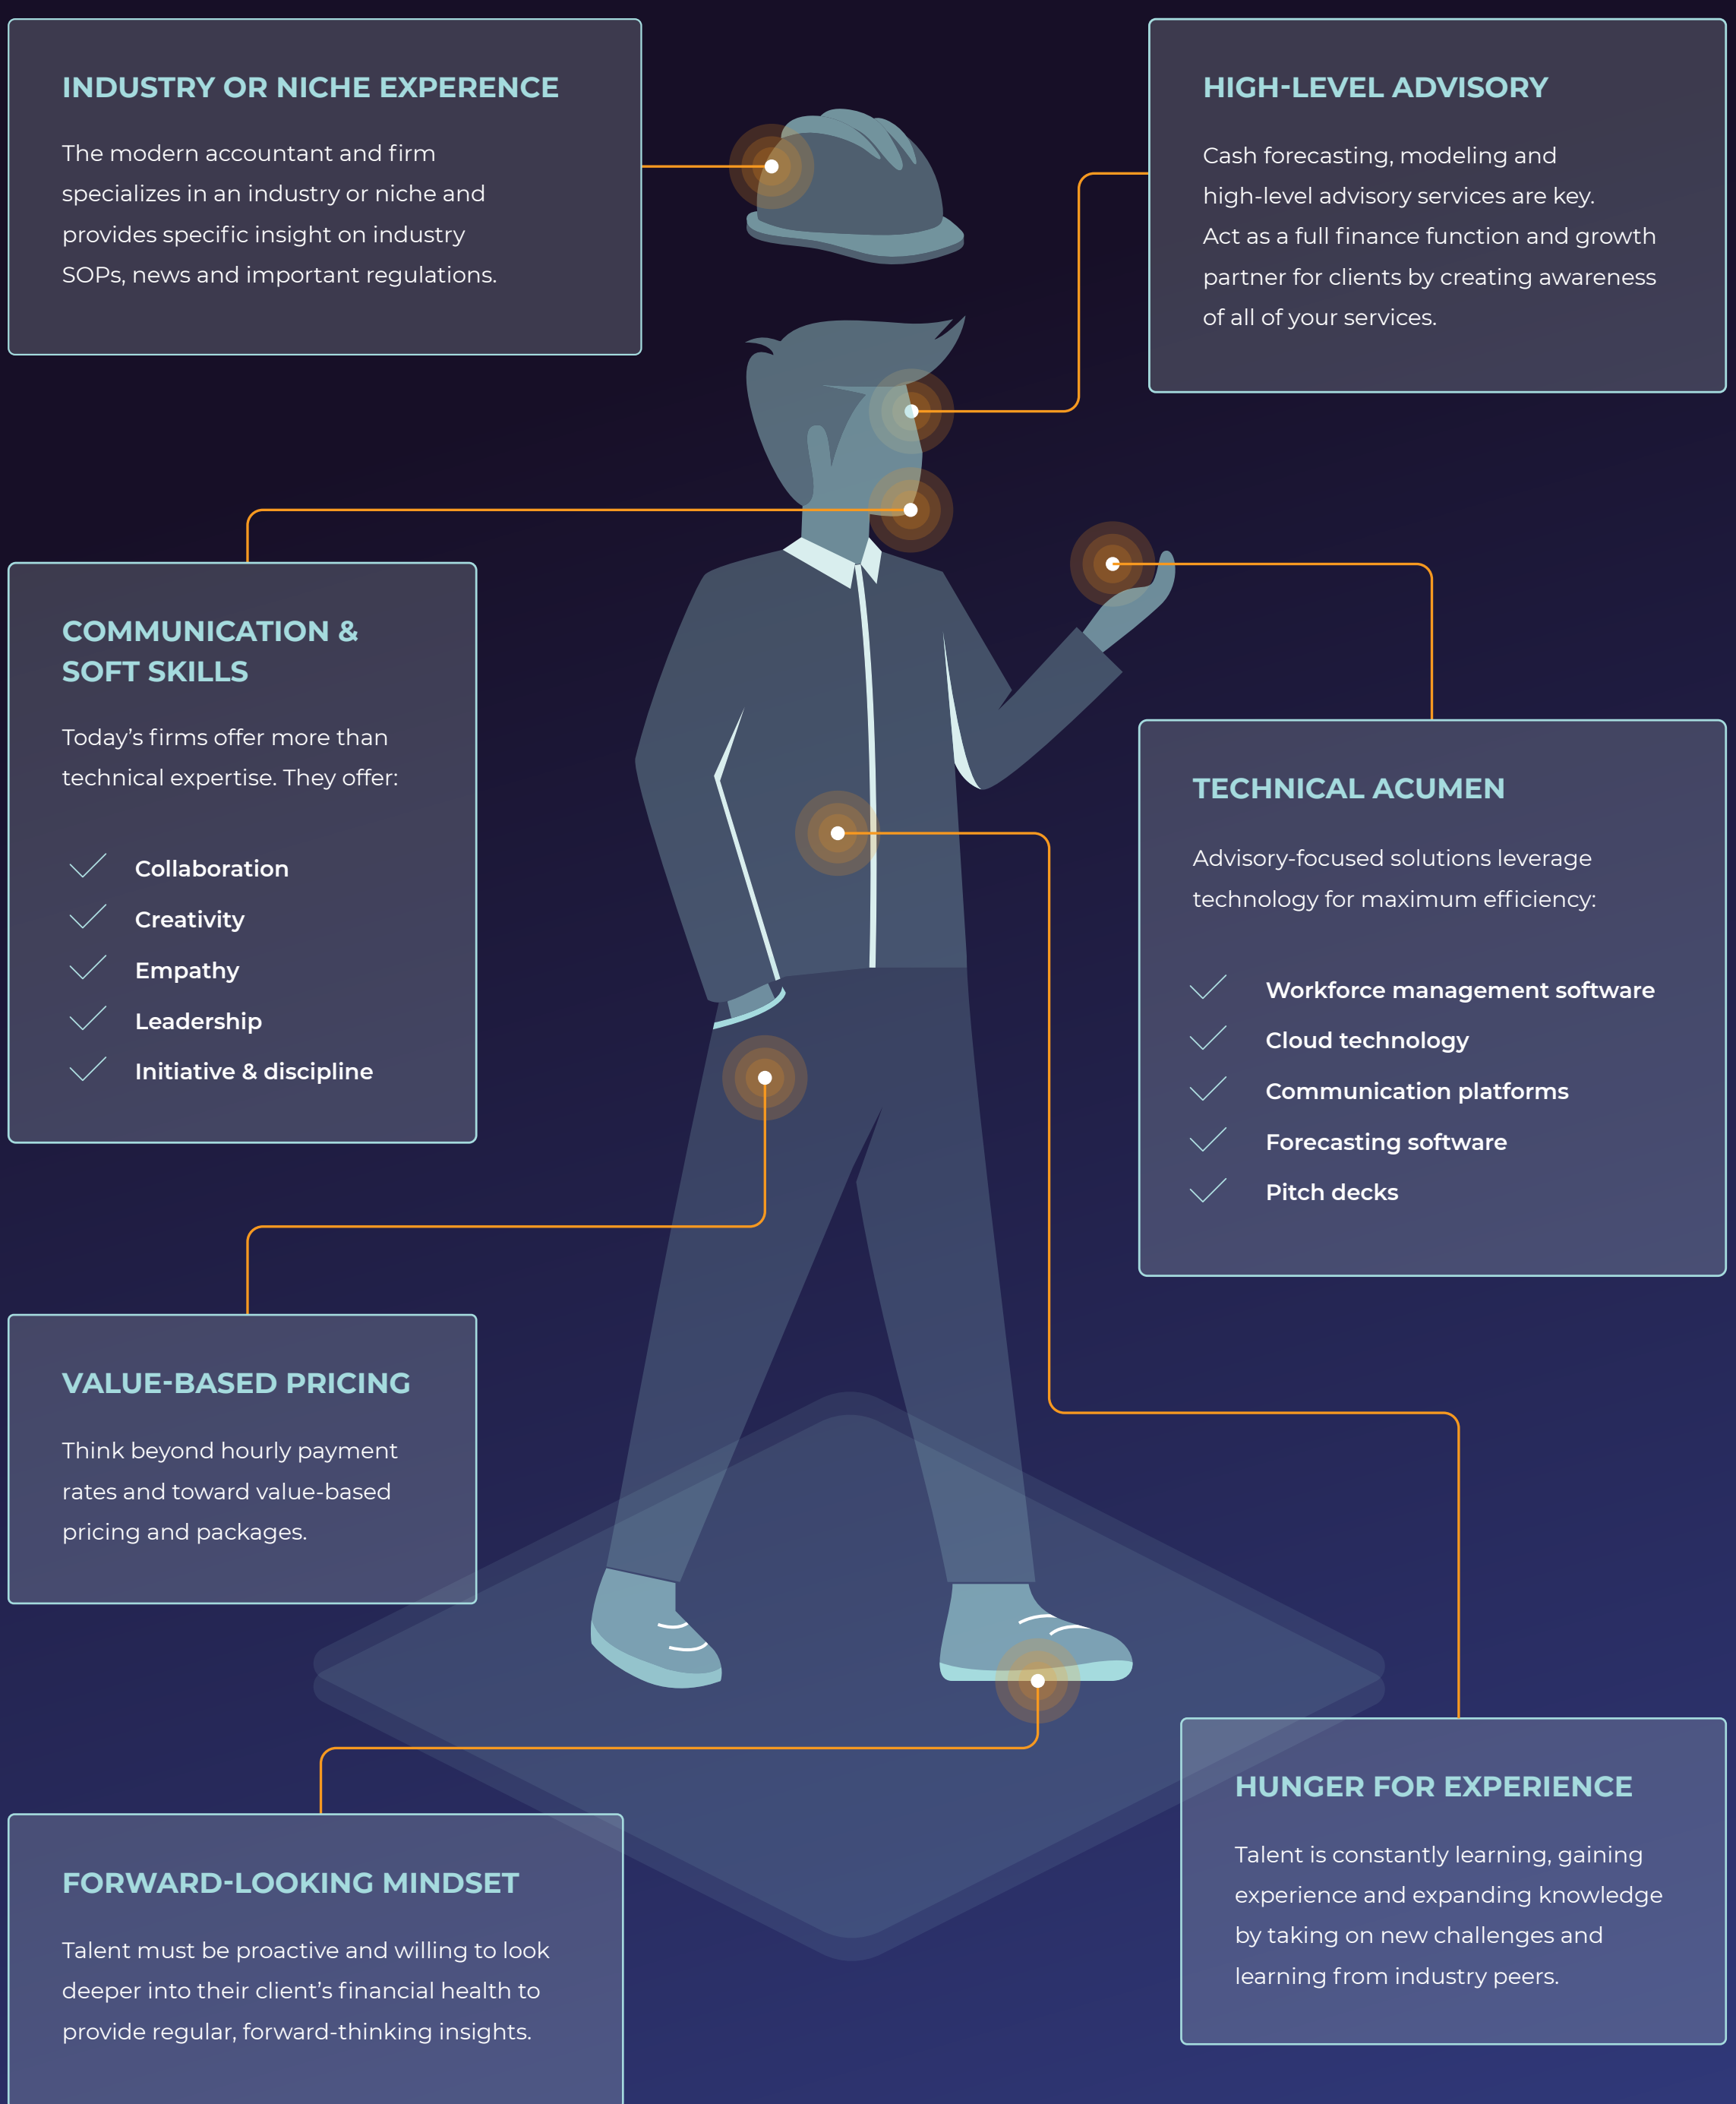 INDUSTRY OR NICHE EXPERENCE
The modern accountant and firm
specializes in an industry or niche and
provides specific insight on industry
SOPs, news and important regulations.
HIGH-LEVEL ADVISORY
Cash forecasting, modeling and
high-level advisory services are key.
Act as a full finance function and growth
partner for clients by creating awareness
of all of your services.
COMMUNICATION &
SOFT SKILLS
Today’s firms offer more than
technical expertise. They offer:
Collaboration
Creativity
Empathy
Leadership
Initiative & discipline
TECHNICAL ACUMEN
Advisory-focused solutions leverage
technology for maximum efficiency:
Workforce management software
Cloud technology
Communication platforms
Forecasting software
Pitch decks
VALUE-BASED PRICING
Think beyond hourly payment
rates and toward value-based
pricing and packages.
HUNGER FOR EXPERIENCE
Talent is constantly learning, gaining
experience and expanding knowledge
by taking on new challenges and
learning from industry peers.
FORWARD-LOOKING MINDSET
Talent must be proactive and willing to look
deeper into their client’s financial health to
provide regular, forward-thinking insights.